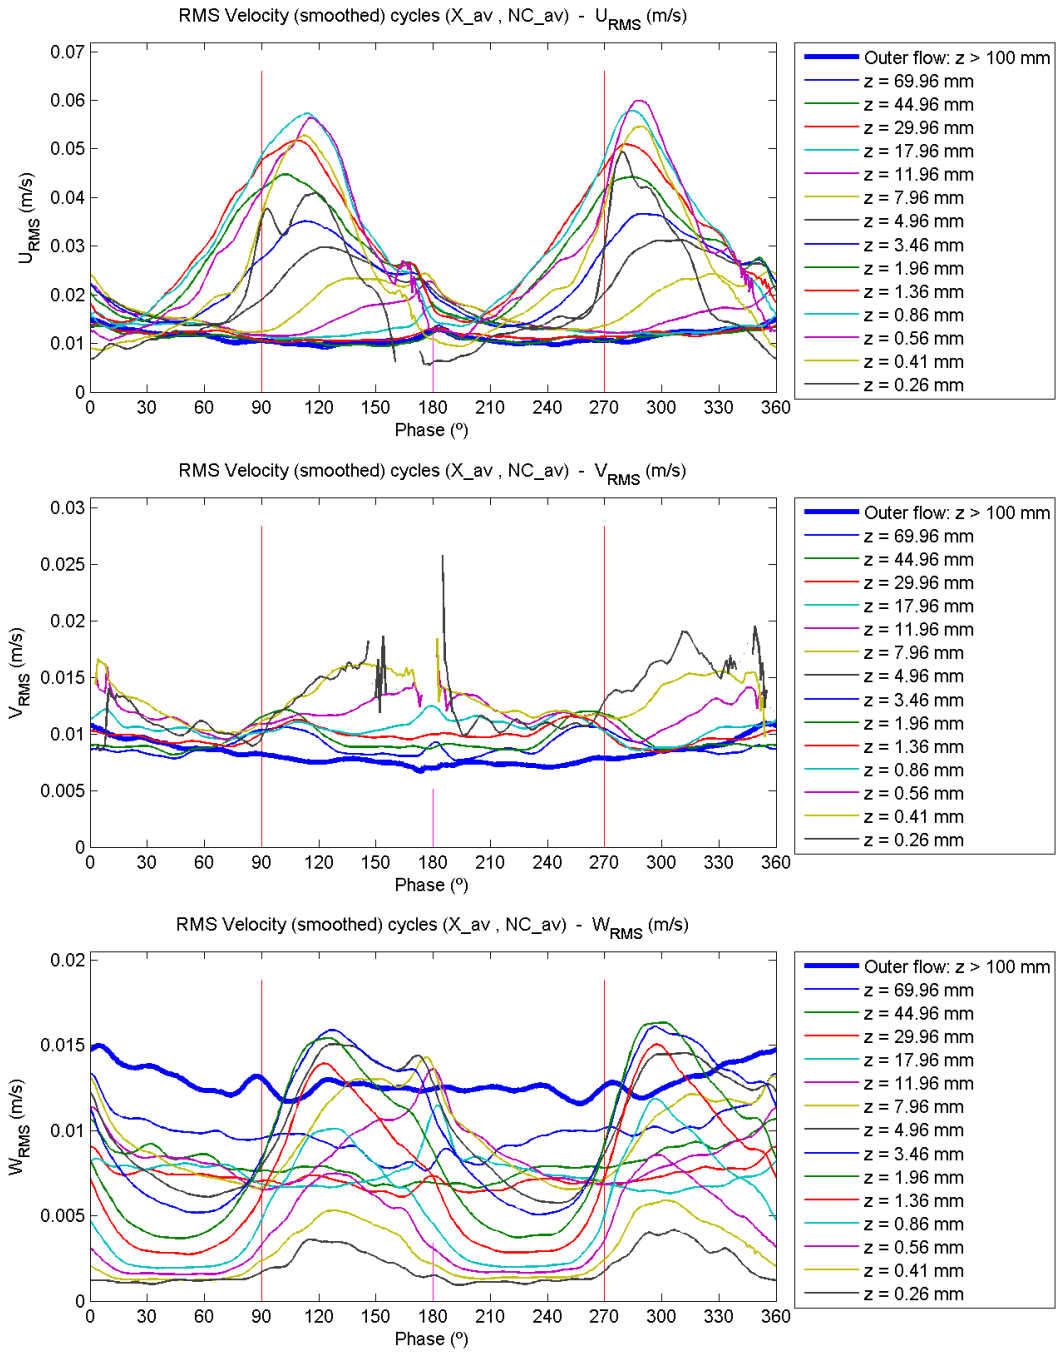 RMS Velocity (smoothed) cycles (X_av , NC_av) - U_RMS (m/s)
0.07
0.06
0.05
0.04
0.03
0.02
0.01
0
U_RMS (m/s)
0 30 60 90 120 150 180 210 240 270 300 330 360
Phase (º)
Outer flow: z > 100 mm
z = 69.96 mm
z = 44.96 mm
z = 29.96 mm
z = 17.96 mm
z = 11.96 mm
z = 7.96 mm
z = 4.96 mm
z = 3.46 mm
z = 1.96 mm
z = 1.36 mm
z = 0.86 mm
z = 0.56 mm
z = 0.41 mm
z = 0.26 mm
RMS Velocity (smoothed) cycles (X_av , NC_av) - V_RMS (m/s)
0.03
0.025
0.02
0.015
0.01
0.005
0
V_RMS (m/s)
0 30 60 90 120 150 180 210 240 270 300 330 360
Phase (º)
Outer flow: z > 100 mm
z = 69.96 mm
z = 44.96 mm
z = 29.96 mm
z = 17.96 mm
z = 11.96 mm
z = 7.96 mm
z = 4.96 mm
z = 3.46 mm
z = 1.96 mm
z = 1.36 mm
z = 0.86 mm
z = 0.56 mm
z = 0.41 mm
z = 0.26 mm
RMS Velocity (smoothed) cycles (X_av , NC_av) - W_RMS (m/s)
0.02
0.015
0.01
0.005
0
W_RMS (m/s)
0 30 60 90 120 150 180 210 240 270 300 330 360
Phase (º)
Outer flow: z > 100 mm
z = 69.96 mm
z = 44.96 mm
z = 29.96 mm
z = 17.96 mm
z = 11.96 mm
z = 7.96 mm
z = 4.96 mm
z = 3.46 mm
z = 1.96 mm
z = 1.36 mm
z = 0.86 mm
z = 0.56 mm
z = 0.41 mm
z = 0.26 mm